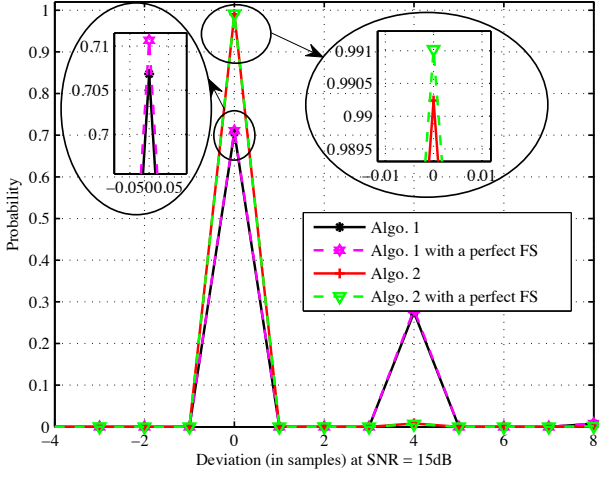 1
0.9
0.8
0.7
0.6
0.5
0.4
0.3
0.2
0.1
0
Probability
0.71
0.705
0.7
−0.0500.05
0.991
0.9905
0.99
0.9895
−0.01 0 0.01
Algo. 1
Algo. 1 with a perfect FS
Algo. 2
Algo. 2 with a perfect FS
−4 −2 0 2 4 6 8
Deviation (in samples) at SNR = 15dB